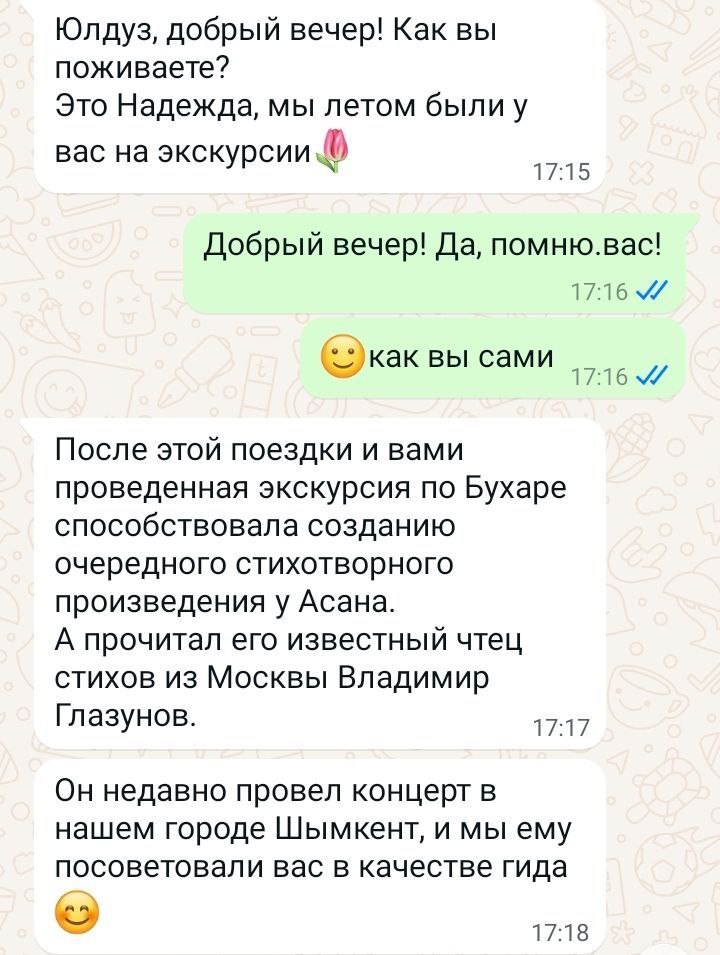 Юлдуз, добрый вечер! Как вы
поживаете?
Это Надежда, мы летом были у
вас на экскурсии🌷
17:15
Добрый вечер! Да, помню.вас!
17:16
🙂как вы сами
17:16
После этой поездки и вами
проведенная экскурсия по Бухаре
способствовала созданию
очередного стихотворного
произведения у Асана.
А прочитал его известный чтец
стихов из Москвы Владимир
Глазунов.
17:17
Он недавно провел концерт в
нашем городе Шымкент, и мы ему
посоветовали вас в качестве гида
😊
17:18